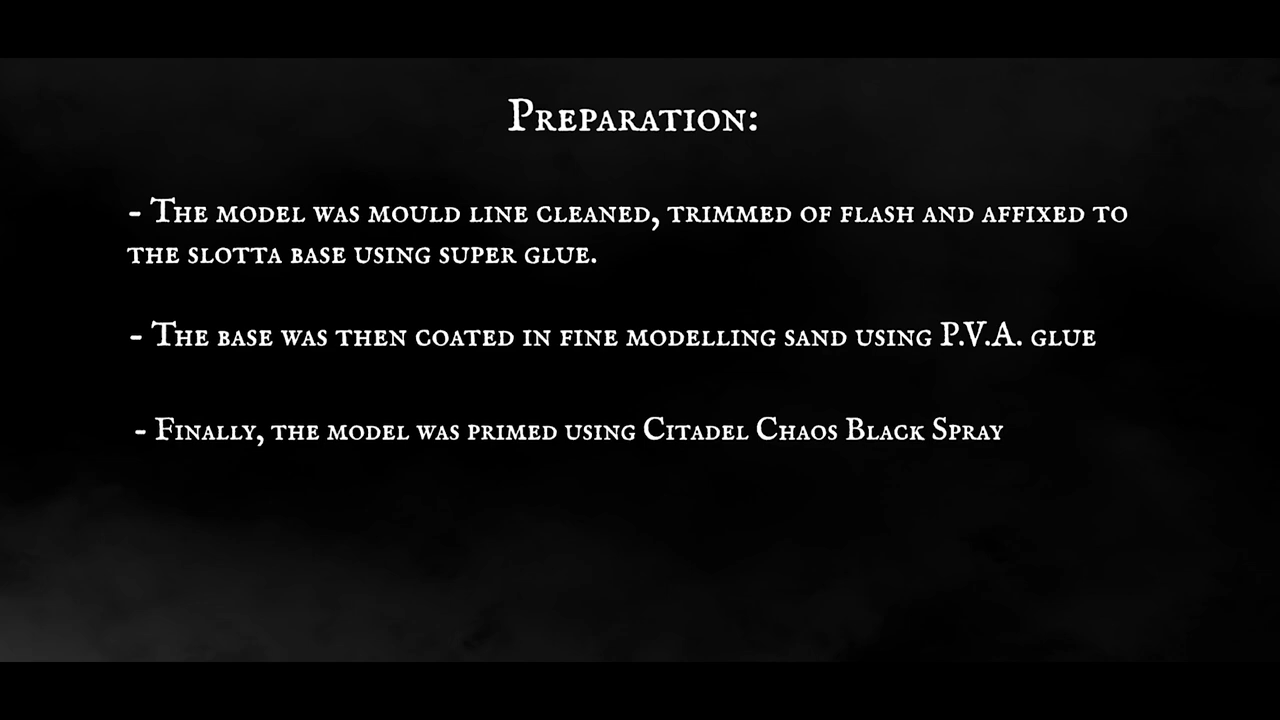 Preparation:
- The model was mould line cleaned, trimmed of flash and affixed to
the slotta base using super glue.
- The base was then coated in fine modelling sand using P.V.A. glue
- Finally, the model was primed using Citadel Chaos Black Spray